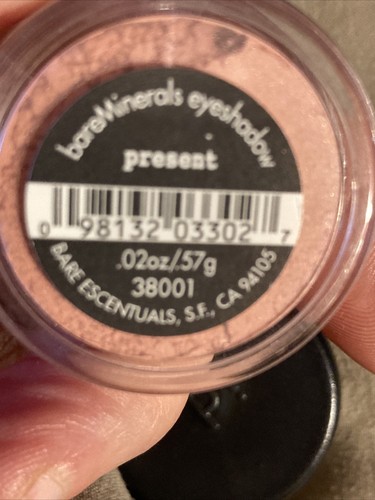 bareMinerals eyeshadow
present
0 98132 03302 7
.02oz/.57g
38001
BARE ESCENTUALS, S.F., CA 94105